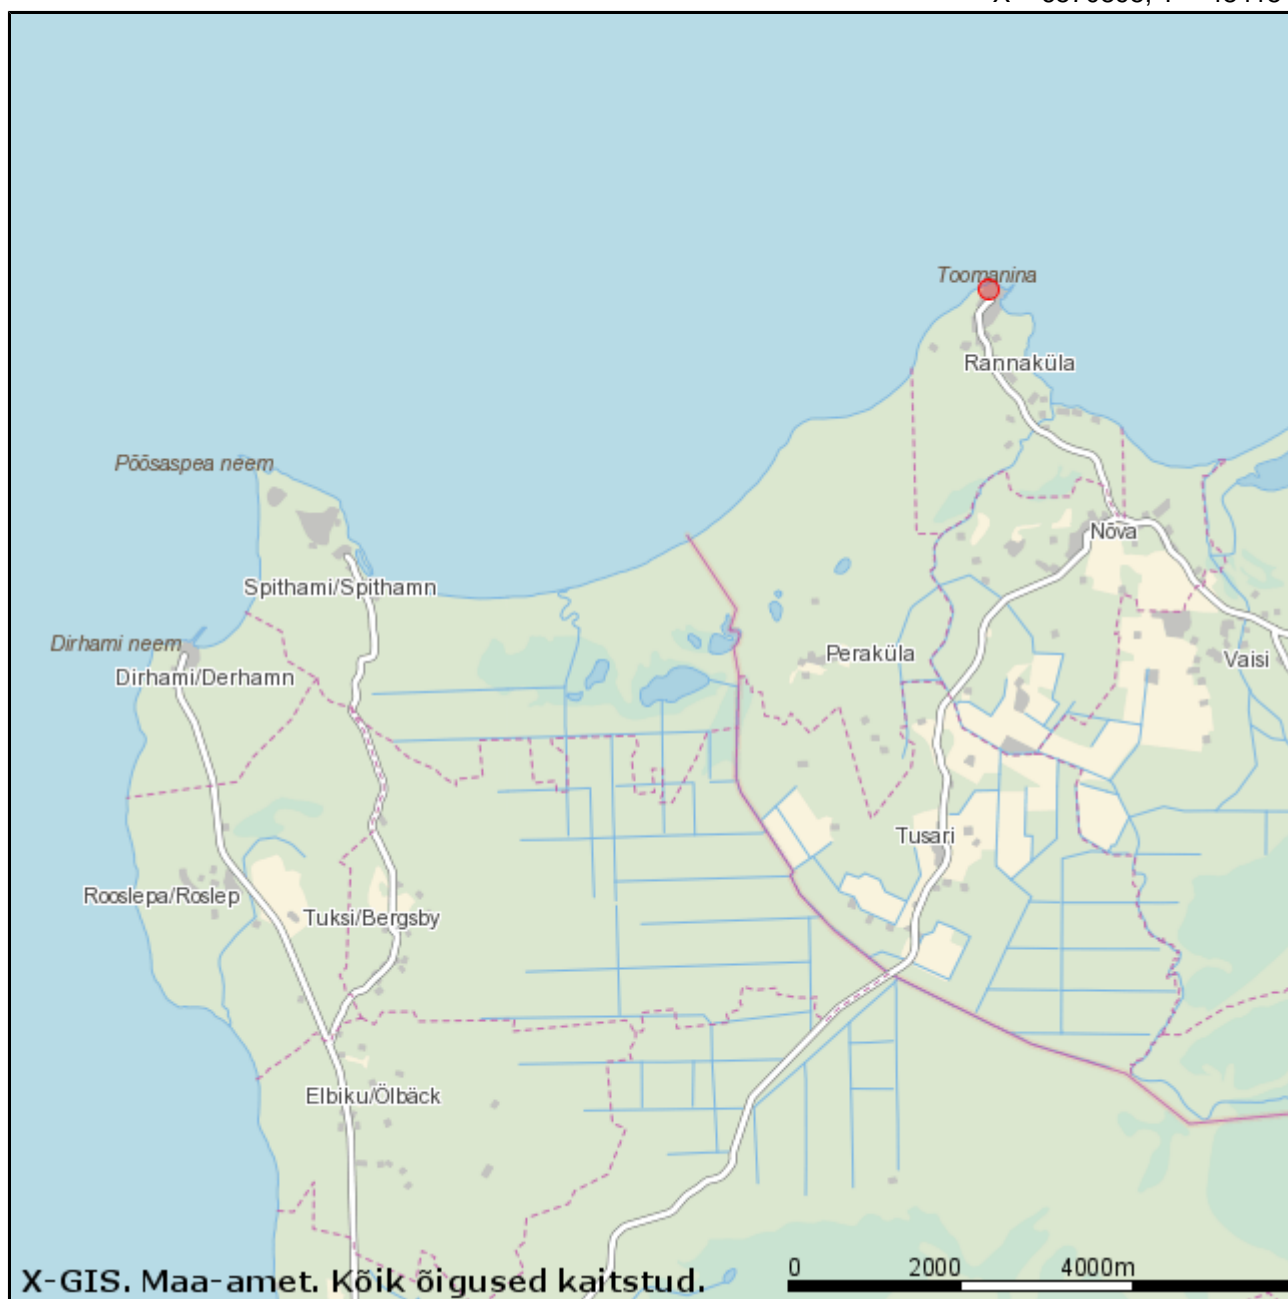 Toomanina
Rannaküla
Põõsaspea neem
Nõva
Spithami/Spithamn
Dirhami neem
Peraküla
Vaisi
Dirhami/Derhamn
Tusari
Rooslepa/Roslep
Tuksi/Bergsby
Elbiku/Ölbäck
0 2000 4000m
X-GIS. Maa-amet. Kõik õigused kaitstud.